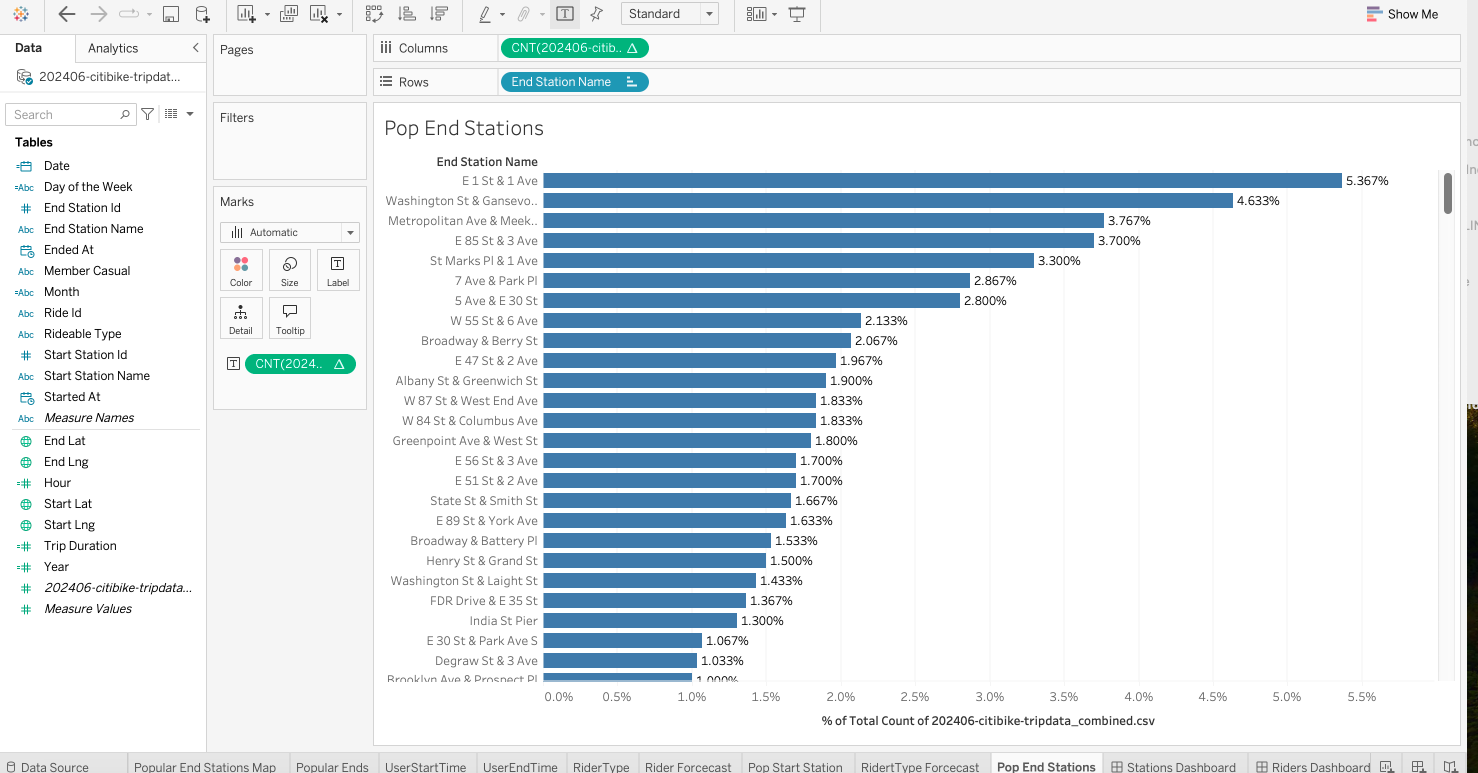 Standard
Show Me
Data
Analytics
Pages
Columns
CNT(202406-citib..
202406-citibike-tripdat...
Rows
End Station Name
Search
Filters
Tables
Date
Day of the Week
End Station Id
End Station Name
Ended At
Member Casual
Month
Ride Id
Rideable Type
Start Station Id
Start Station Name
Started At
Measure Names
End Lat
End Lng
Hour
Start Lat
Start Lng
Trip Duration
Year
202406-citibike-tripdata...
Measure Values
Marks
Automatic
Color
Size
Label
Detail
Tooltip
CNT(2024..
Pop End Stations
End Station Name
E 1 St & 1 Ave 5.367%
Washington St & Gansevo.. 4.633%
Metropolitan Ave & Meek.. 3.767%
E 85 St & 3 Ave 3.700%
St Marks Pl & 1 Ave 3.300%
7 Ave & Park Pl 2.867%
5 Ave & E 30 St 2.800%
W 55 St & 6 Ave 2.133%
Broadway & Berry St 2.067%
E 47 St & 2 Ave 1.967%
Albany St & Greenwich St 1.900%
W 87 St & West End Ave 1.833%
W 84 St & Columbus Ave 1.833%
Greenpoint Ave & West St 1.800%
E 56 St & 3 Ave 1.700%
E 51 St & 2 Ave 1.700%
State St & Smith St 1.667%
E 89 St & York Ave 1.633%
Broadway & Battery Pl 1.533%
Henry St & Grand St 1.500%
Washington St & Laight St 1.433%
FDR Drive & E 35 St 1.367%
India St Pier 1.300%
E 30 St & Park Ave S 1.067%
Degraw St & 3 Ave 1.033%
Brooklyn Ave & Prospect Pl 1.000%
0.0% 0.5% 1.0% 1.5% 2.0% 2.5% 3.0% 3.5% 4.0% 4.5% 5.0% 5.5%
% of Total Count of 202406-citibike-tripdata_combined.csv
Data Source
Popular End Stations Map
Popular Ends
UserStartTime
UserEndTime
RiderType
Rider Forcecast
Pop Start Station
RidertType Forcecast
Pop End Stations
Stations Dashboard
Riders Dashboard